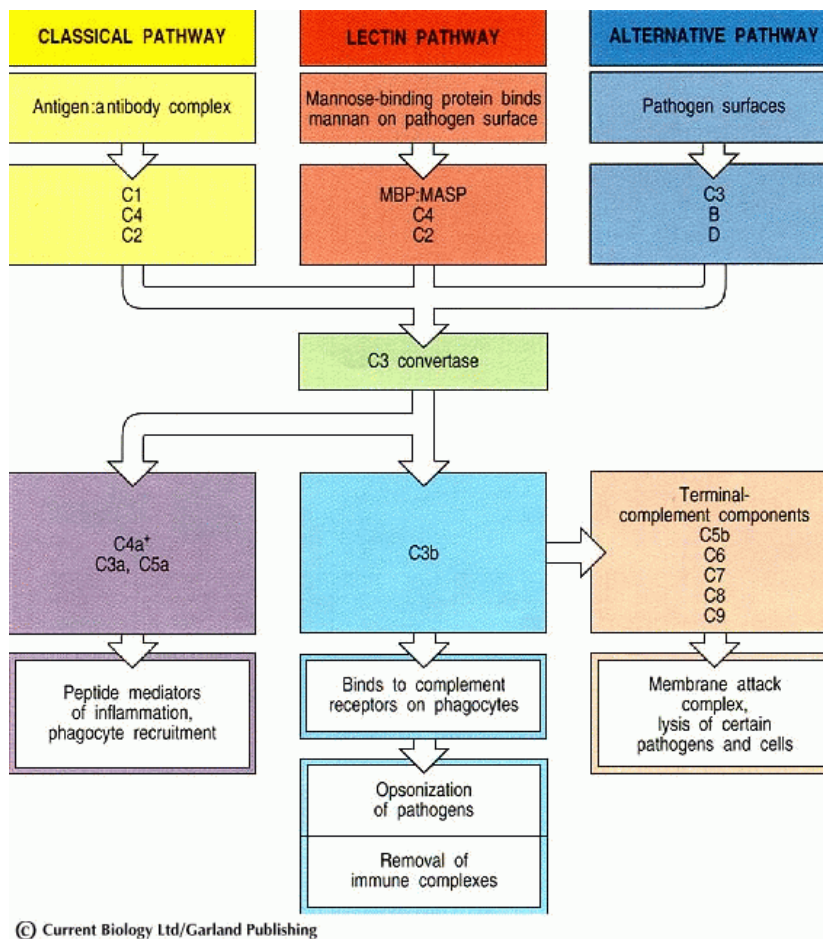 CLASSICAL PATHWAY
LECTIN PATHWAY
ALTERNATIVE PATHWAY
Antigen:antibody complex
Mannose-binding protein binds
mannan on pathogen surface
Pathogen surfaces
C1
C4
C2
MBP:MASP
C4
C2
C3
B
D
C3 convertase
C4a⁺
C3a, C5a
C3b
Terminal-
complement components
C5b
C6
C7
C8
C9
Peptide mediators
of inflammation,
phagocyte recruitment
Binds to complement
receptors on phagocytes
Membrane attack
complex,
lysis of certain
pathogens and cells
Opsonization
of pathogens
Removal of
immune complexes
© Current Biology Ltd/Garland Publishing